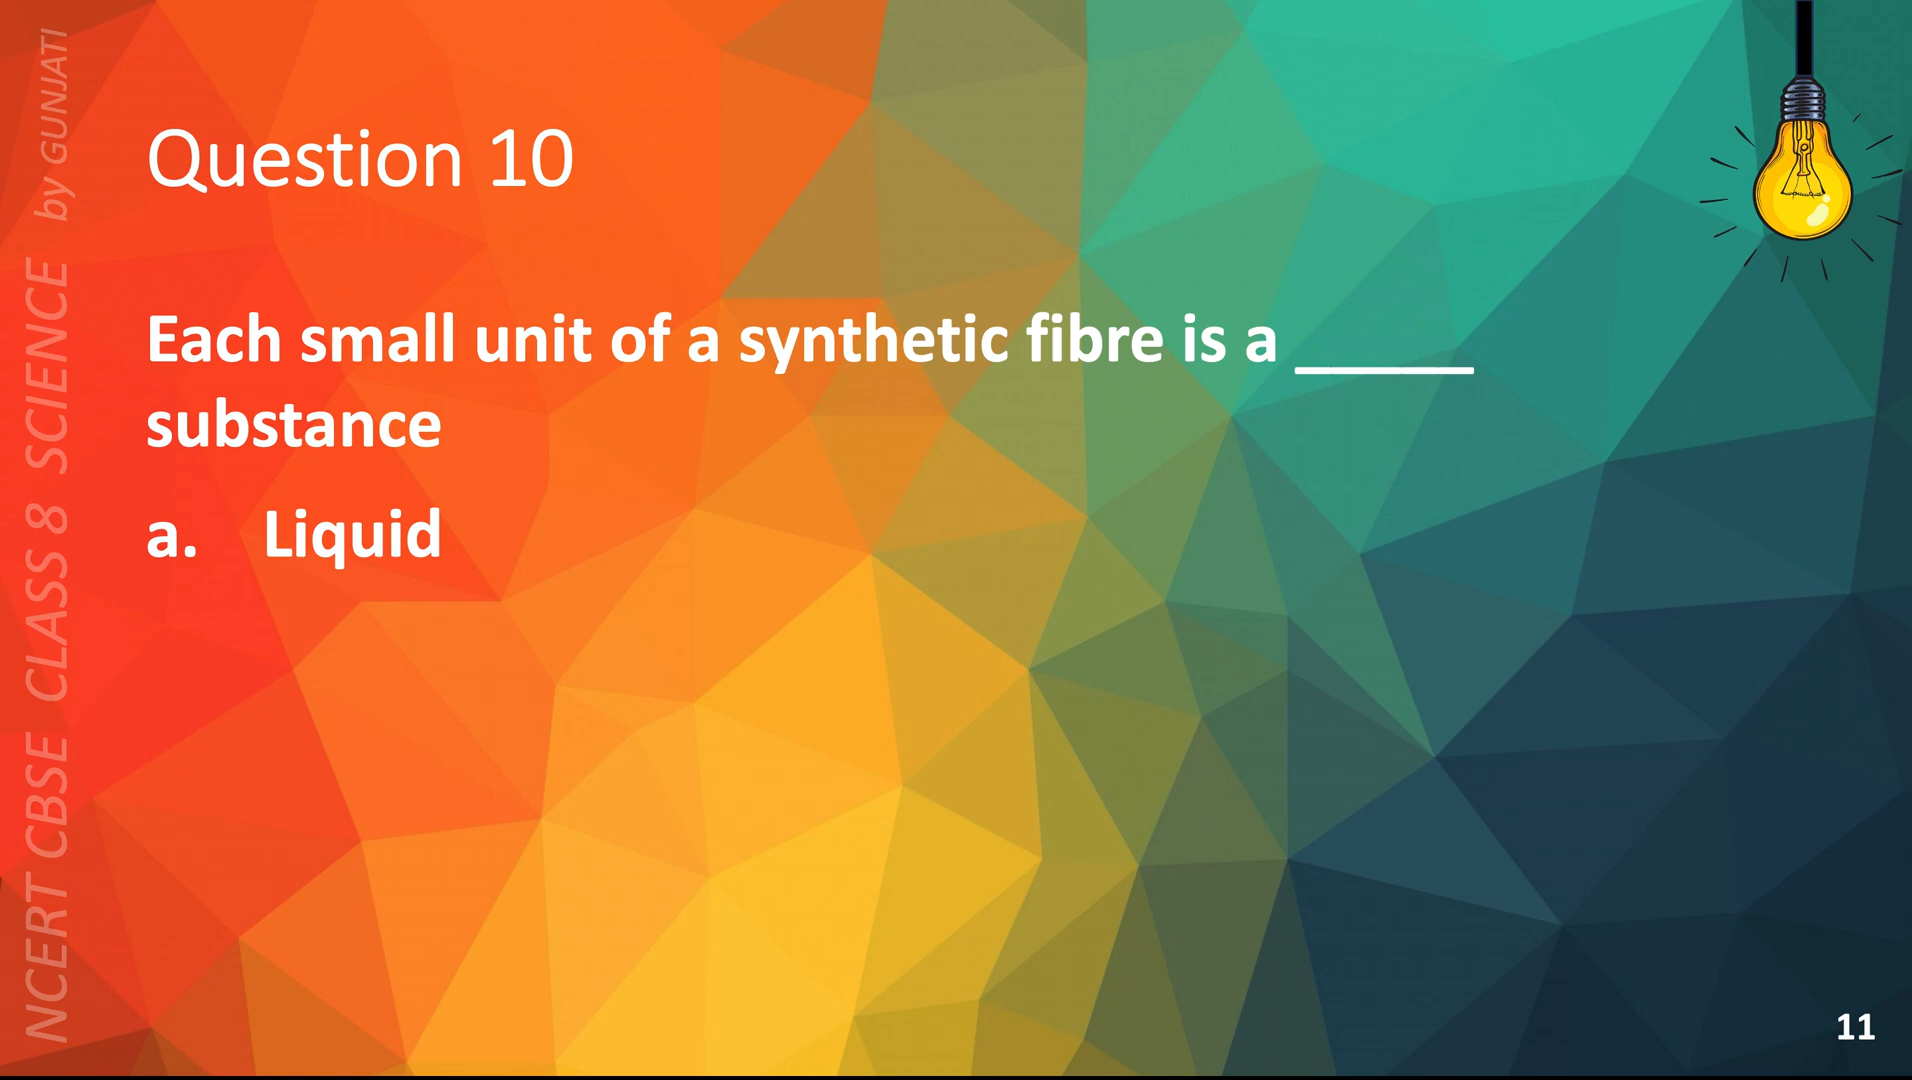 NCERT CBSE CLASS 8 SCIENCE by GUNJATI
Question 10
Each small unit of a synthetic fibre is a _____
substance
a. Liquid
11